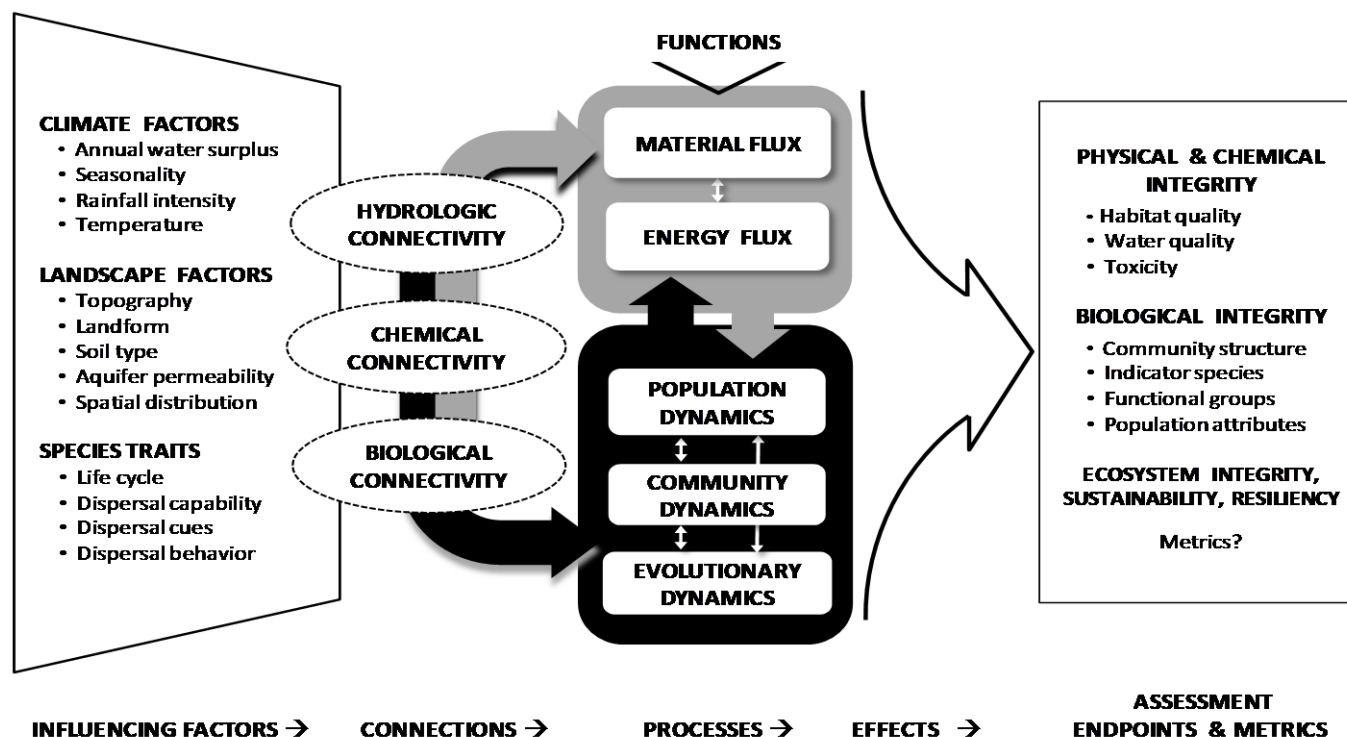 CLIMATE FACTORS
• Annual water surplus
• Seasonality
• Rainfall intensity
• Temperature
LANDSCAPE FACTORS
• Topography
• Landform
• Soil type
• Aquifer permeability
• Spatial distribution
SPECIES TRAITS
• Life cycle
• Dispersal capability
• Dispersal cues
• Dispersal behavior
HYDROLOGIC
CONNECTIVITY
CHEMICAL
CONNECTIVITY
BIOLOGICAL
CONNECTIVITY
FUNCTIONS
MATERIAL FLUX
ENERGY FLUX
POPULATION
DYNAMICS
COMMUNITY
DYNAMICS
EVOLUTIONARY
DYNAMICS
PHYSICAL & CHEMICAL
INTEGRITY
• Habitat quality
• Water quality
• Toxicity
BIOLOGICAL INTEGRITY
• Community structure
• Indicator species
• Functional groups
• Population attributes
ECOSYSTEM INTEGRITY,
SUSTAINABILITY, RESILIENCY
Metrics?
INFLUENCING FACTORS → CONNECTIONS → PROCESSES → EFFECTS →
ASSESSMENT
ENDPOINTS & METRICS